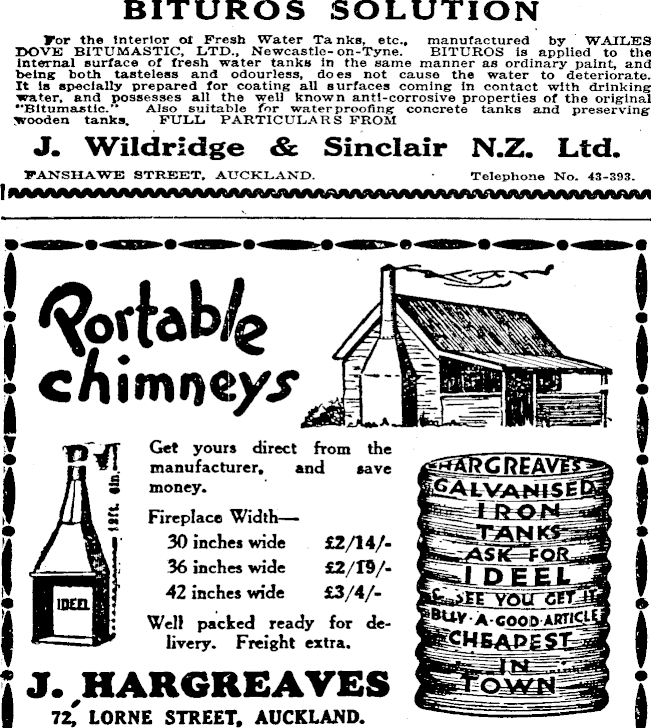 BITUROS SOLUTION
For the interior of Fresh Water Tanks, etc., manufactured by WAILES
DOVE BITUMASTIC, LTD., Newcastle-on-Tyne. BITUROS is applied to the
internal surface of fresh water tanks in the same manner as ordinary paint, and
being both tasteless and odourless, does not cause the water to deteriorate.
It is specially prepared for coating all surfaces coming in contact with drinking
water, and possesses all the well known anti-corrosive properties of the original
"Bitumastic." Also suitable for waterproofing concrete tanks and preserving
wooden tanks. FULL PARTICULARS FROM
J. Wildridge & Sinclair N.Z. Ltd.
FANSHAWE STREET, AUCKLAND. Telephone No. 43-393.
Portable
chimneys
Get yours direct from the
manufacturer, and save
money.
Fireplace Width—
30 inches wide £2/14/-
36 inches wide £2/19/-
42 inches wide £3/4/-
Well packed ready for de-
livery. Freight extra.
12ft. 6in.
IDEEL
J. HARGREAVES
72, LORNE STREET, AUCKLAND.
HARGREAVES
GALVANISED
IRON
TANKS
ASK FOR
IDEEL
& SEE YOU GET IT
BUY·A·GOOD·ARTICLE
CHEAPEST
IN
TOWN